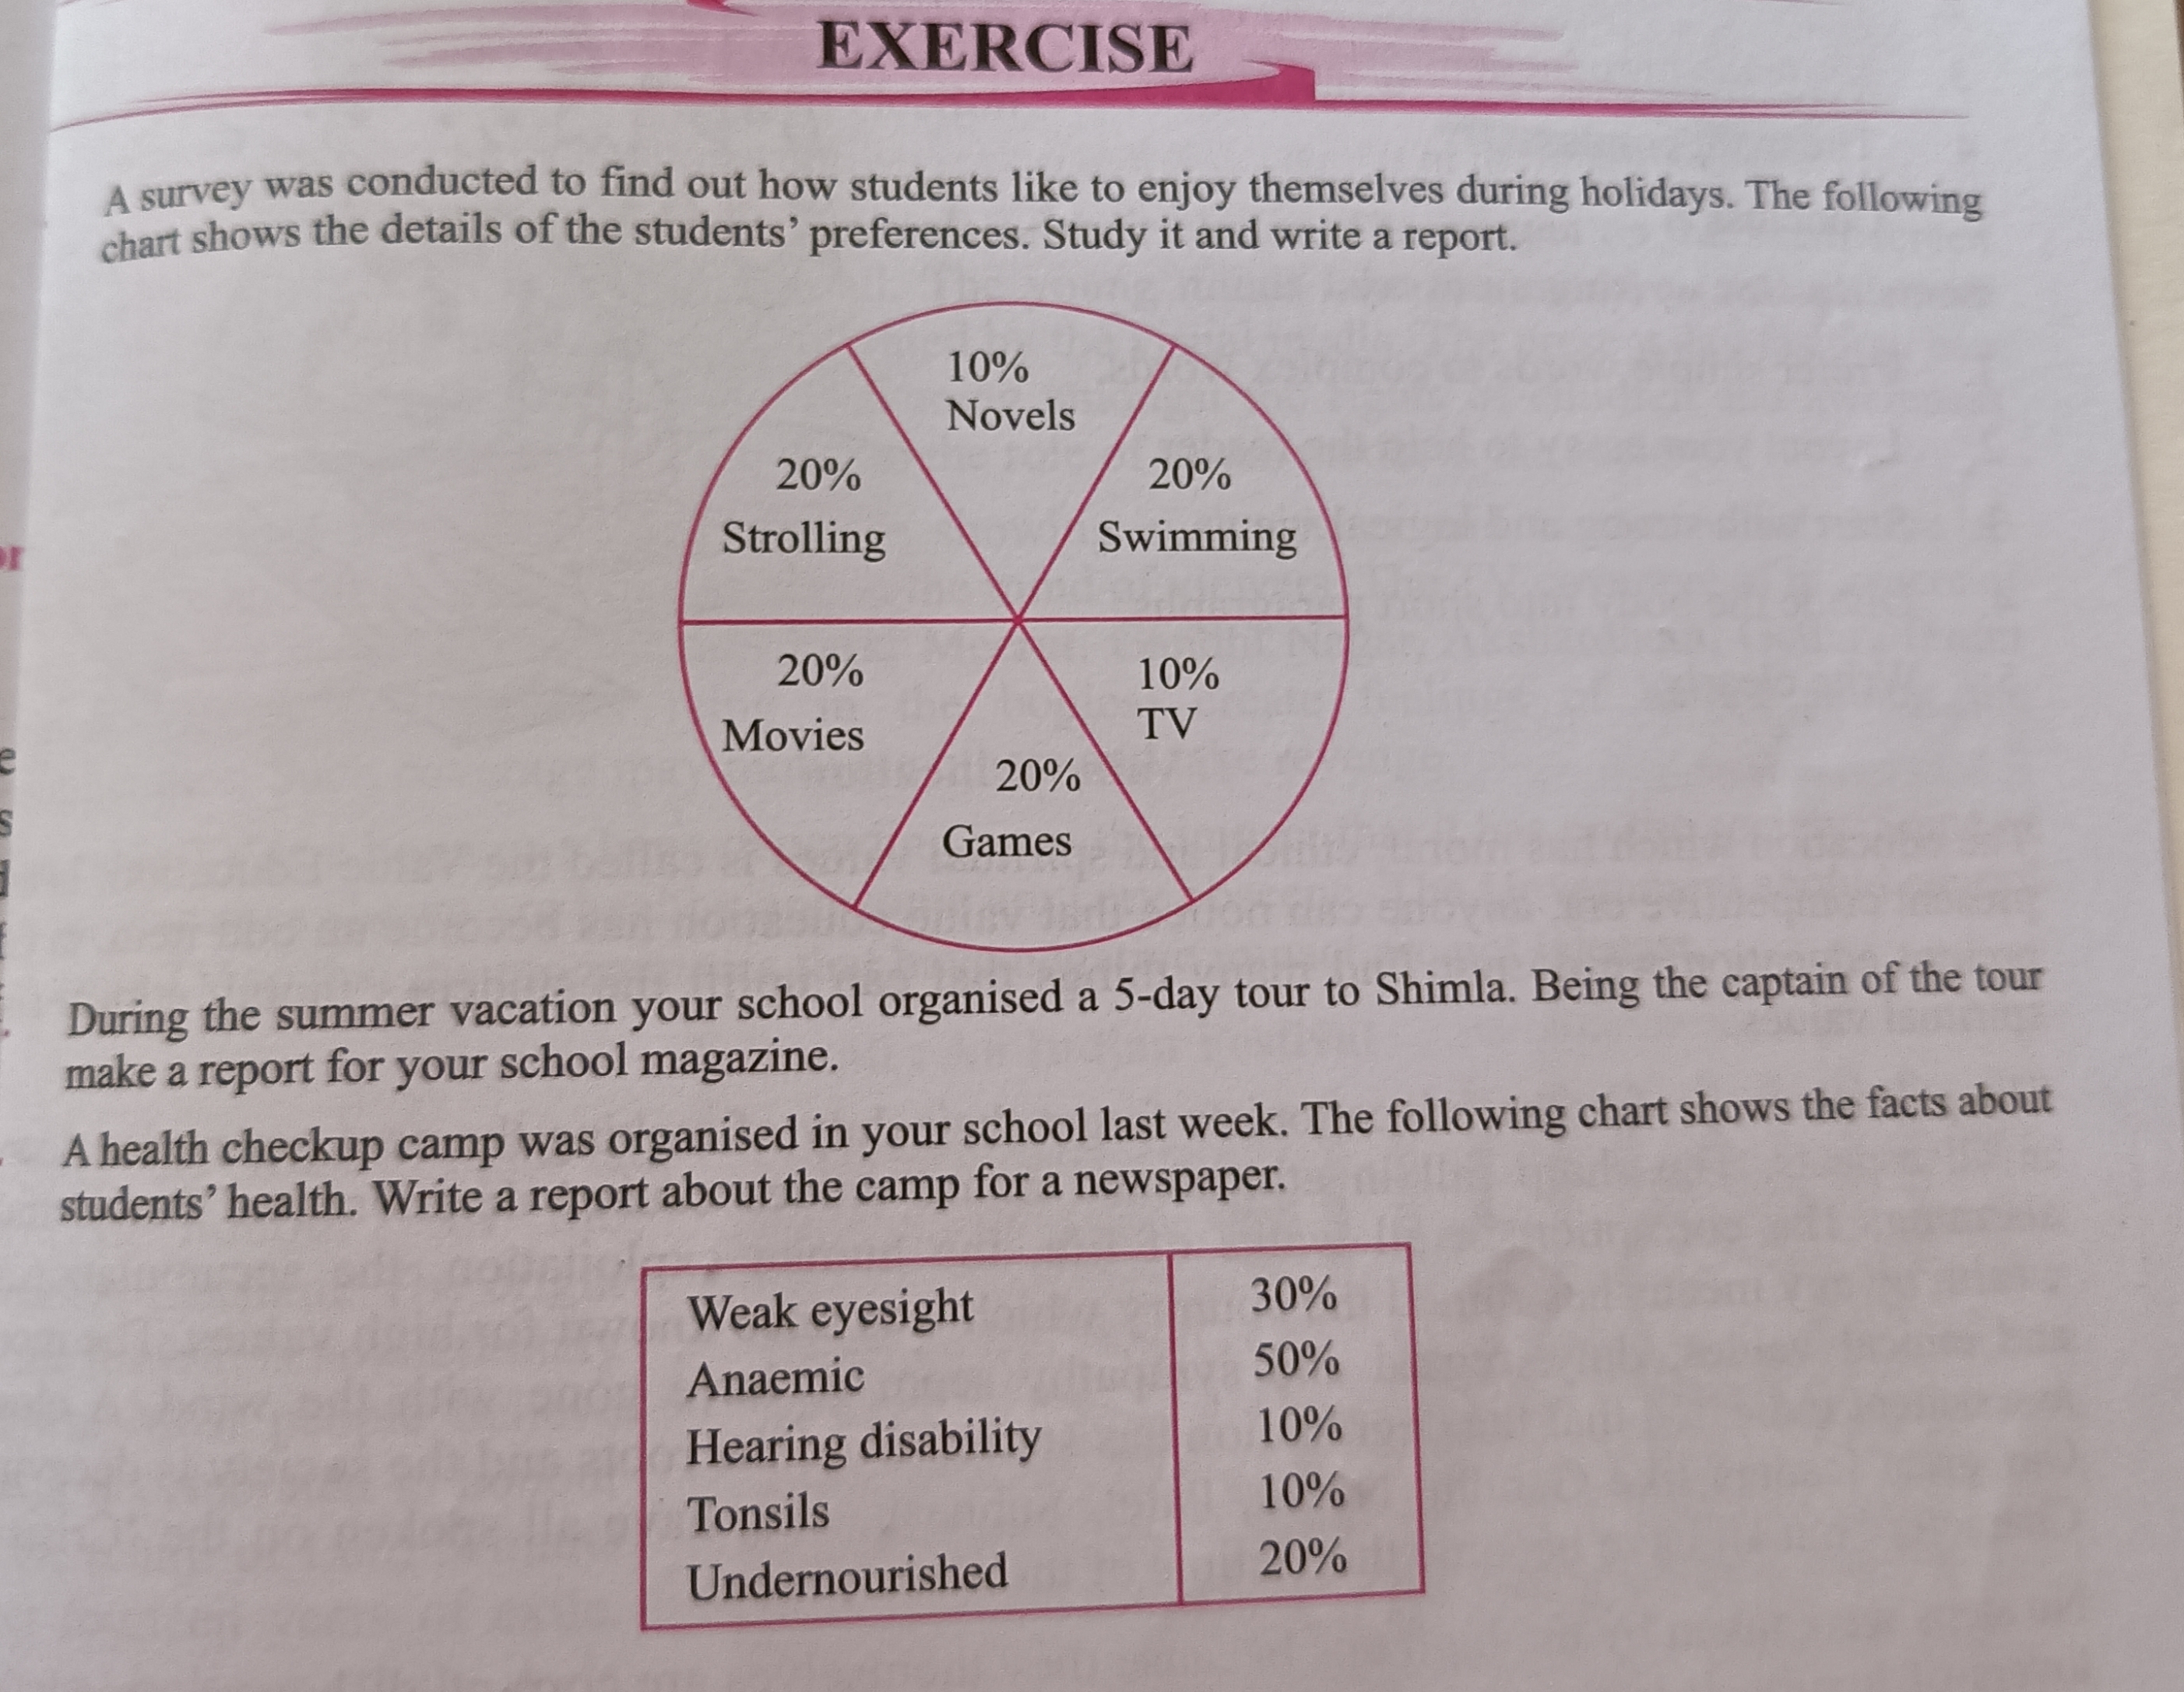 EXERCISE
A survey was conducted to find out how students like to enjoy themselves during holidays. The following
chart shows the details of the students' preferences. Study it and write a report.
10%
Novels
20%
Strolling
20%
Swimming
20%
Movies
10%
TV
20%
Games
During the summer vacation your school organised a 5-day tour to Shimla. Being the captain of the tour
make a report for your school magazine.
A health checkup camp was organised in your school last week. The following chart shows the facts about
students' health. Write a report about the camp for a newspaper.
Weak eyesight 30%
Anaemic 50%
Hearing disability 10%
Tonsils 10%
Undernourished 20%